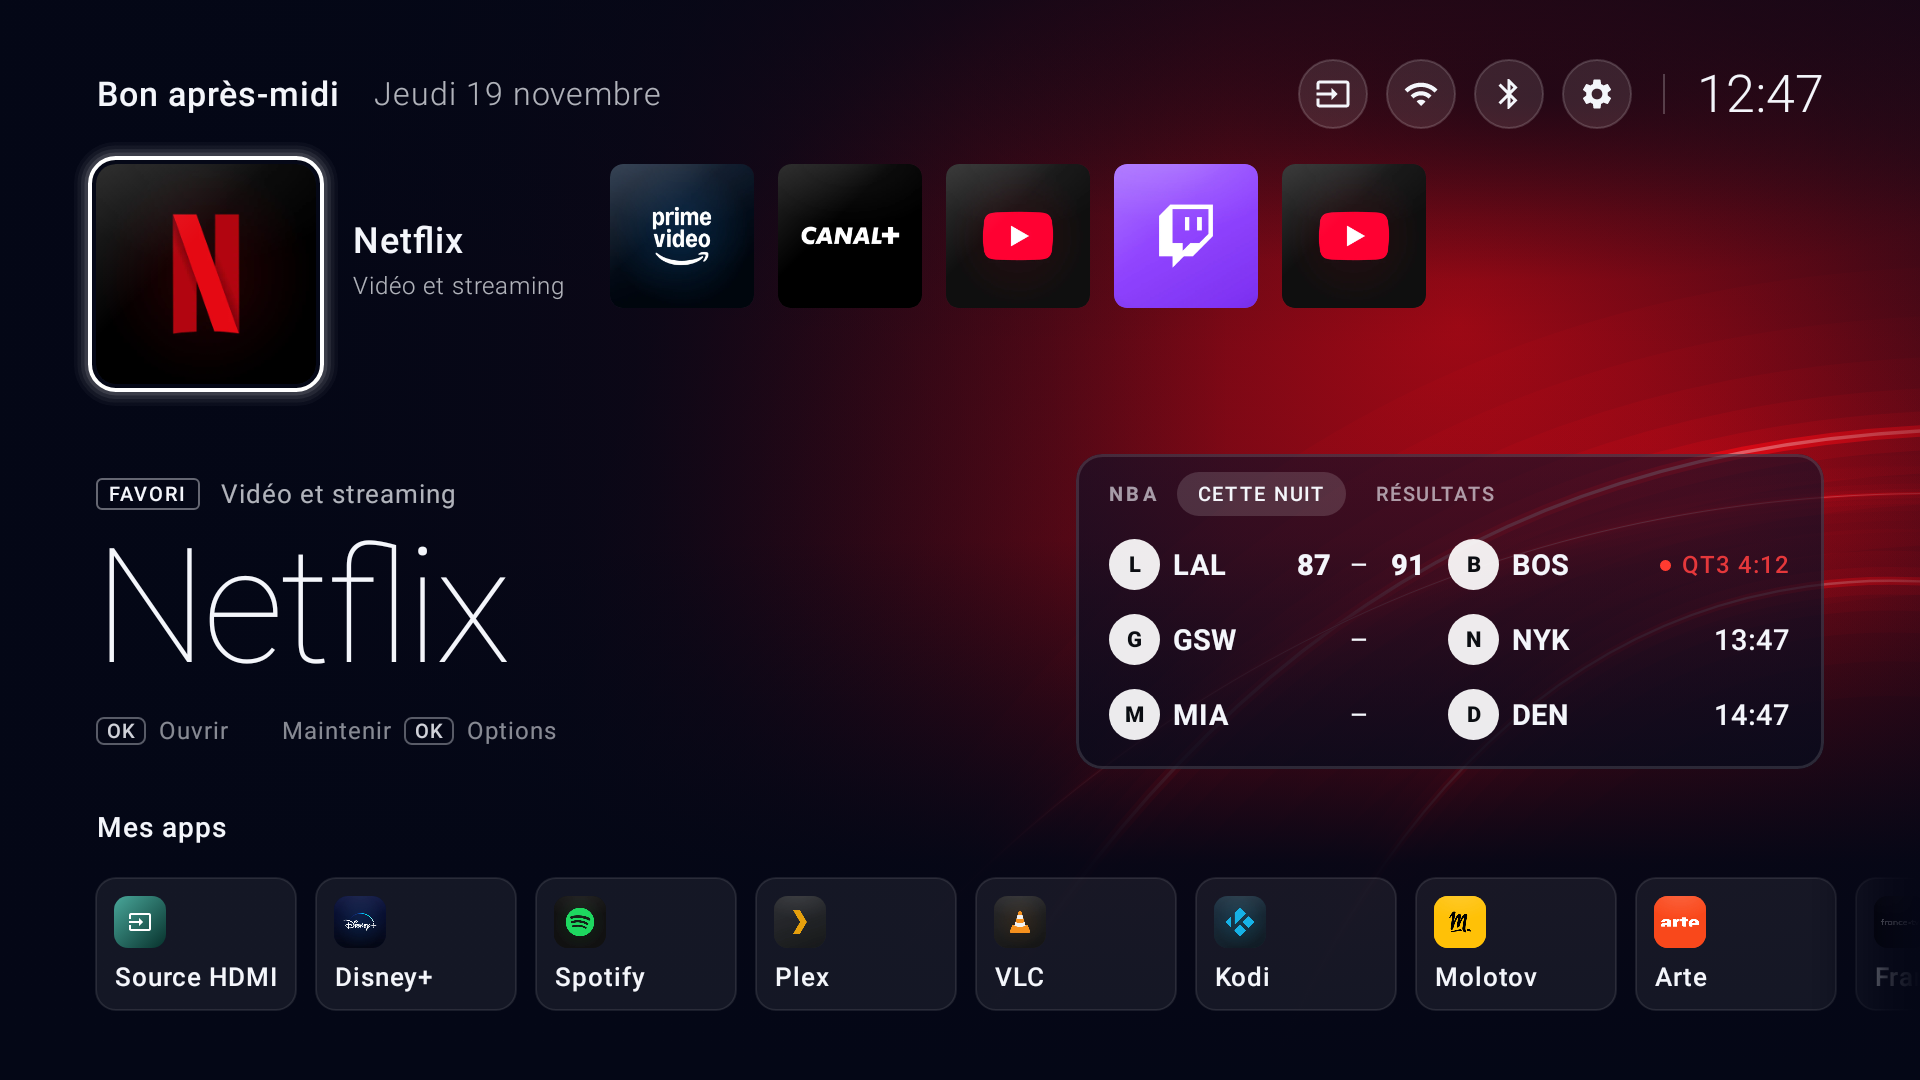 Bon après-midi Jeudi 19 novembre
12:47
Netflix
Vidéo et streaming
prime video
CANAL+
FAVORI Vidéo et streaming
Netflix
OK Ouvrir Maintenir OK Options
NBA CETTE NUIT RÉSULTATS
L LAL 87 – 91 B BOS QT3 4:12
G GSW – N NYK 13:47
M MIA – D DEN 14:47
Mes apps
Disney+
arte
Source HDMI
Disney+
Spotify
Plex
VLC
Kodi
Molotov
Arte